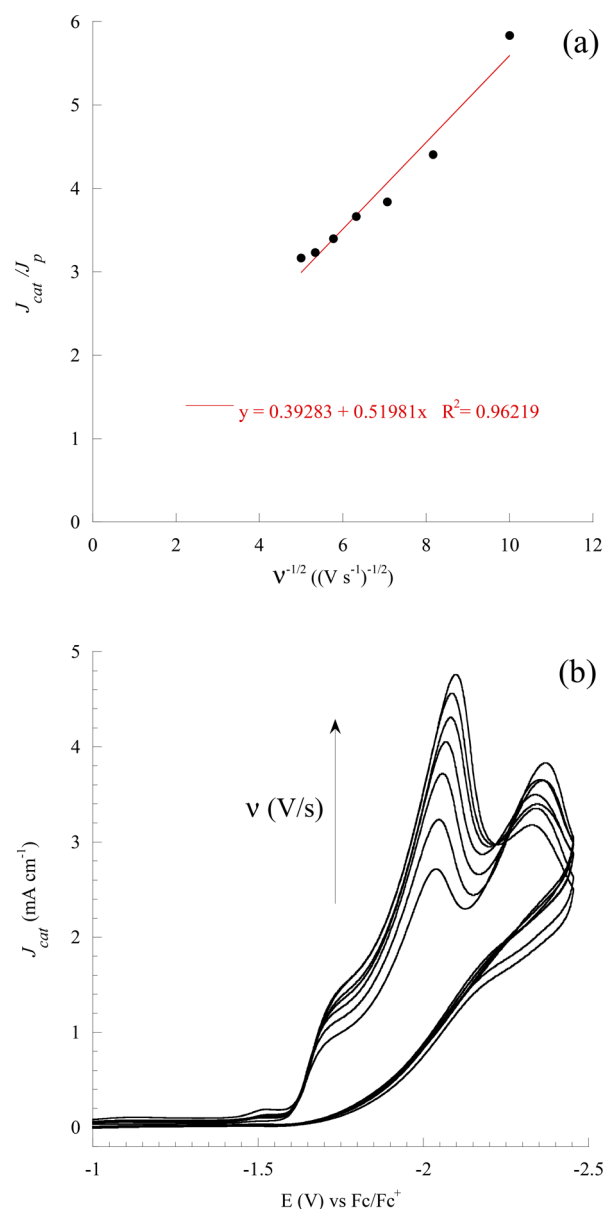 (a)
6
5
4
3
2
1
0
J_cat/J_p
y = 0.39283 + 0.51981x R²= 0.96219
0 2 4 6 8 10 12
ν^-1/2 ((V s^-1)^-1/2)
(b)
5
4
3
2
1
0
J_cat (mA cm^-1)
ν (V/s)
-1 -1.5 -2 -2.5
E (V) vs Fc/Fc^+